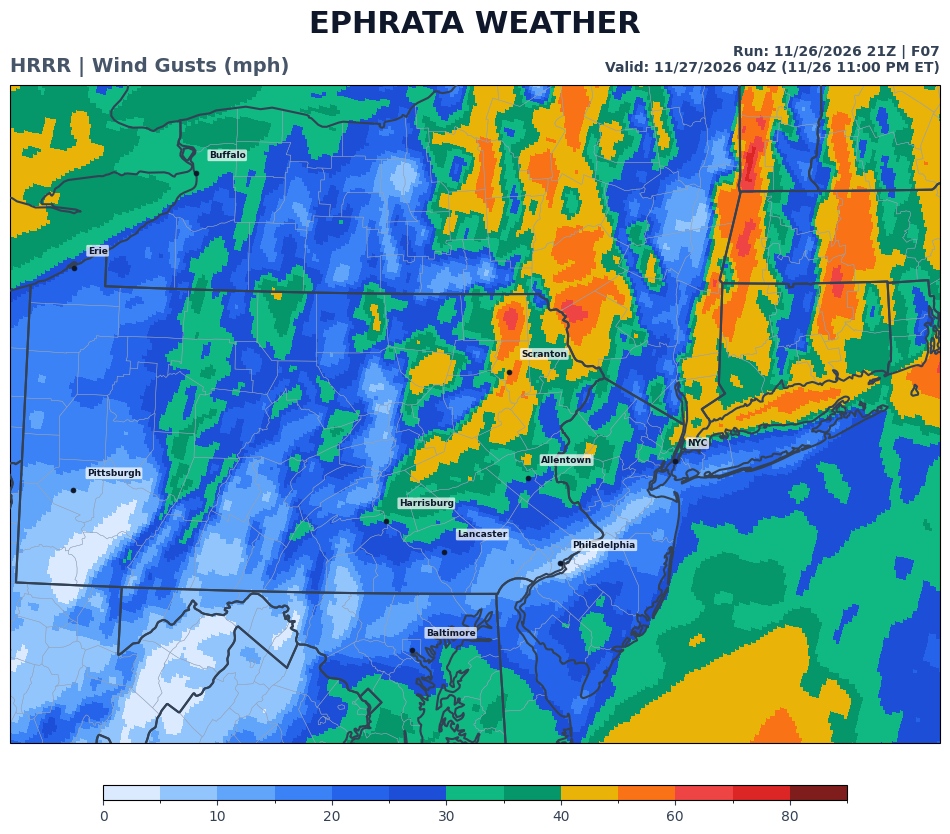 EPHRATA WEATHER
HRRR | Wind Gusts (mph)
Run: 11/26/2026 21Z | F07
Valid: 11/27/2026 04Z (11/26 11:00 PM ET)
Buffalo
Erie
Scranton
NYC
Allentown
Pittsburgh
Harrisburg
Lancaster
Philadelphia
Baltimore
0 10 20 30 40 50 60 70 80